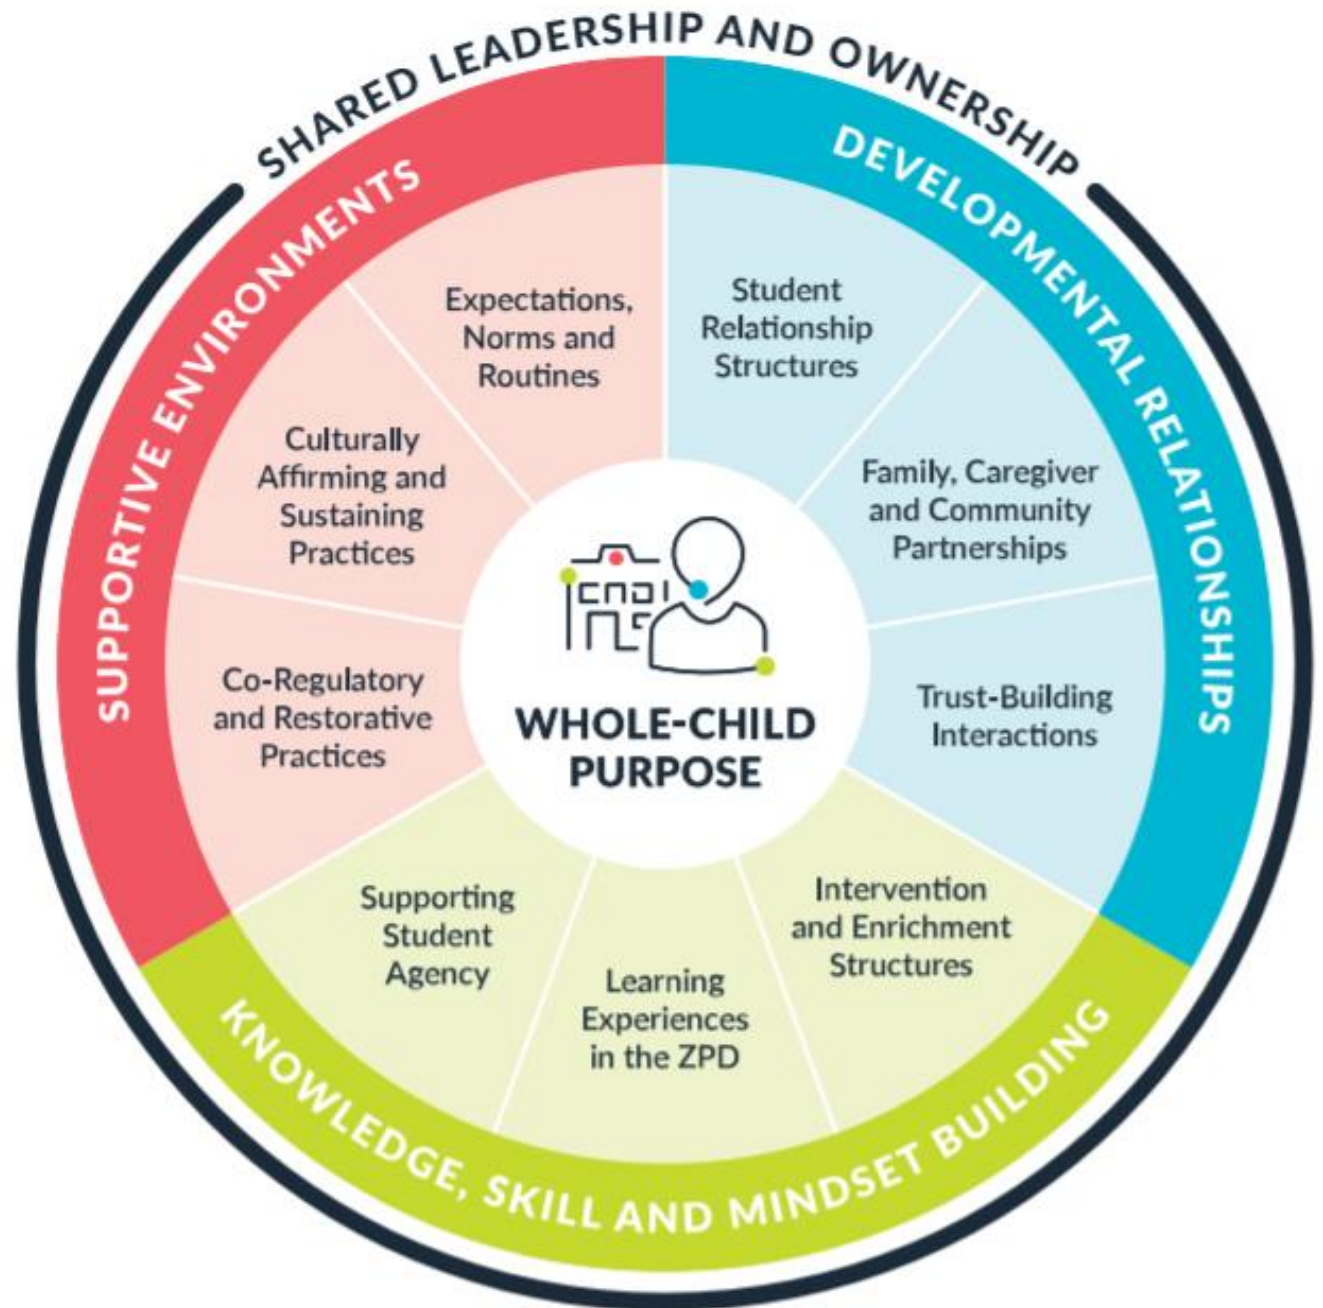 SHARED LEADERSHIP AND OWNERSHIP
SUPPORTIVE ENVIRONMENTS
DEVELOPMENTAL RELATIONSHIPS
Expectations,
Norms and
Routines
Student
Relationship
Structures
Culturally
Affirming and
Sustaining
Practices
Family, Caregiver
and Community
Partnerships
Co-Regulatory
and Restorative
Practices
WHOLE-CHILD
PURPOSE
Trust-Building
Interactions
Supporting
Student
Agency
Learning
Experiences
in the ZPD
Intervention
and Enrichment
Structures
KNOWLEDGE, SKILL AND MINDSET BUILDING